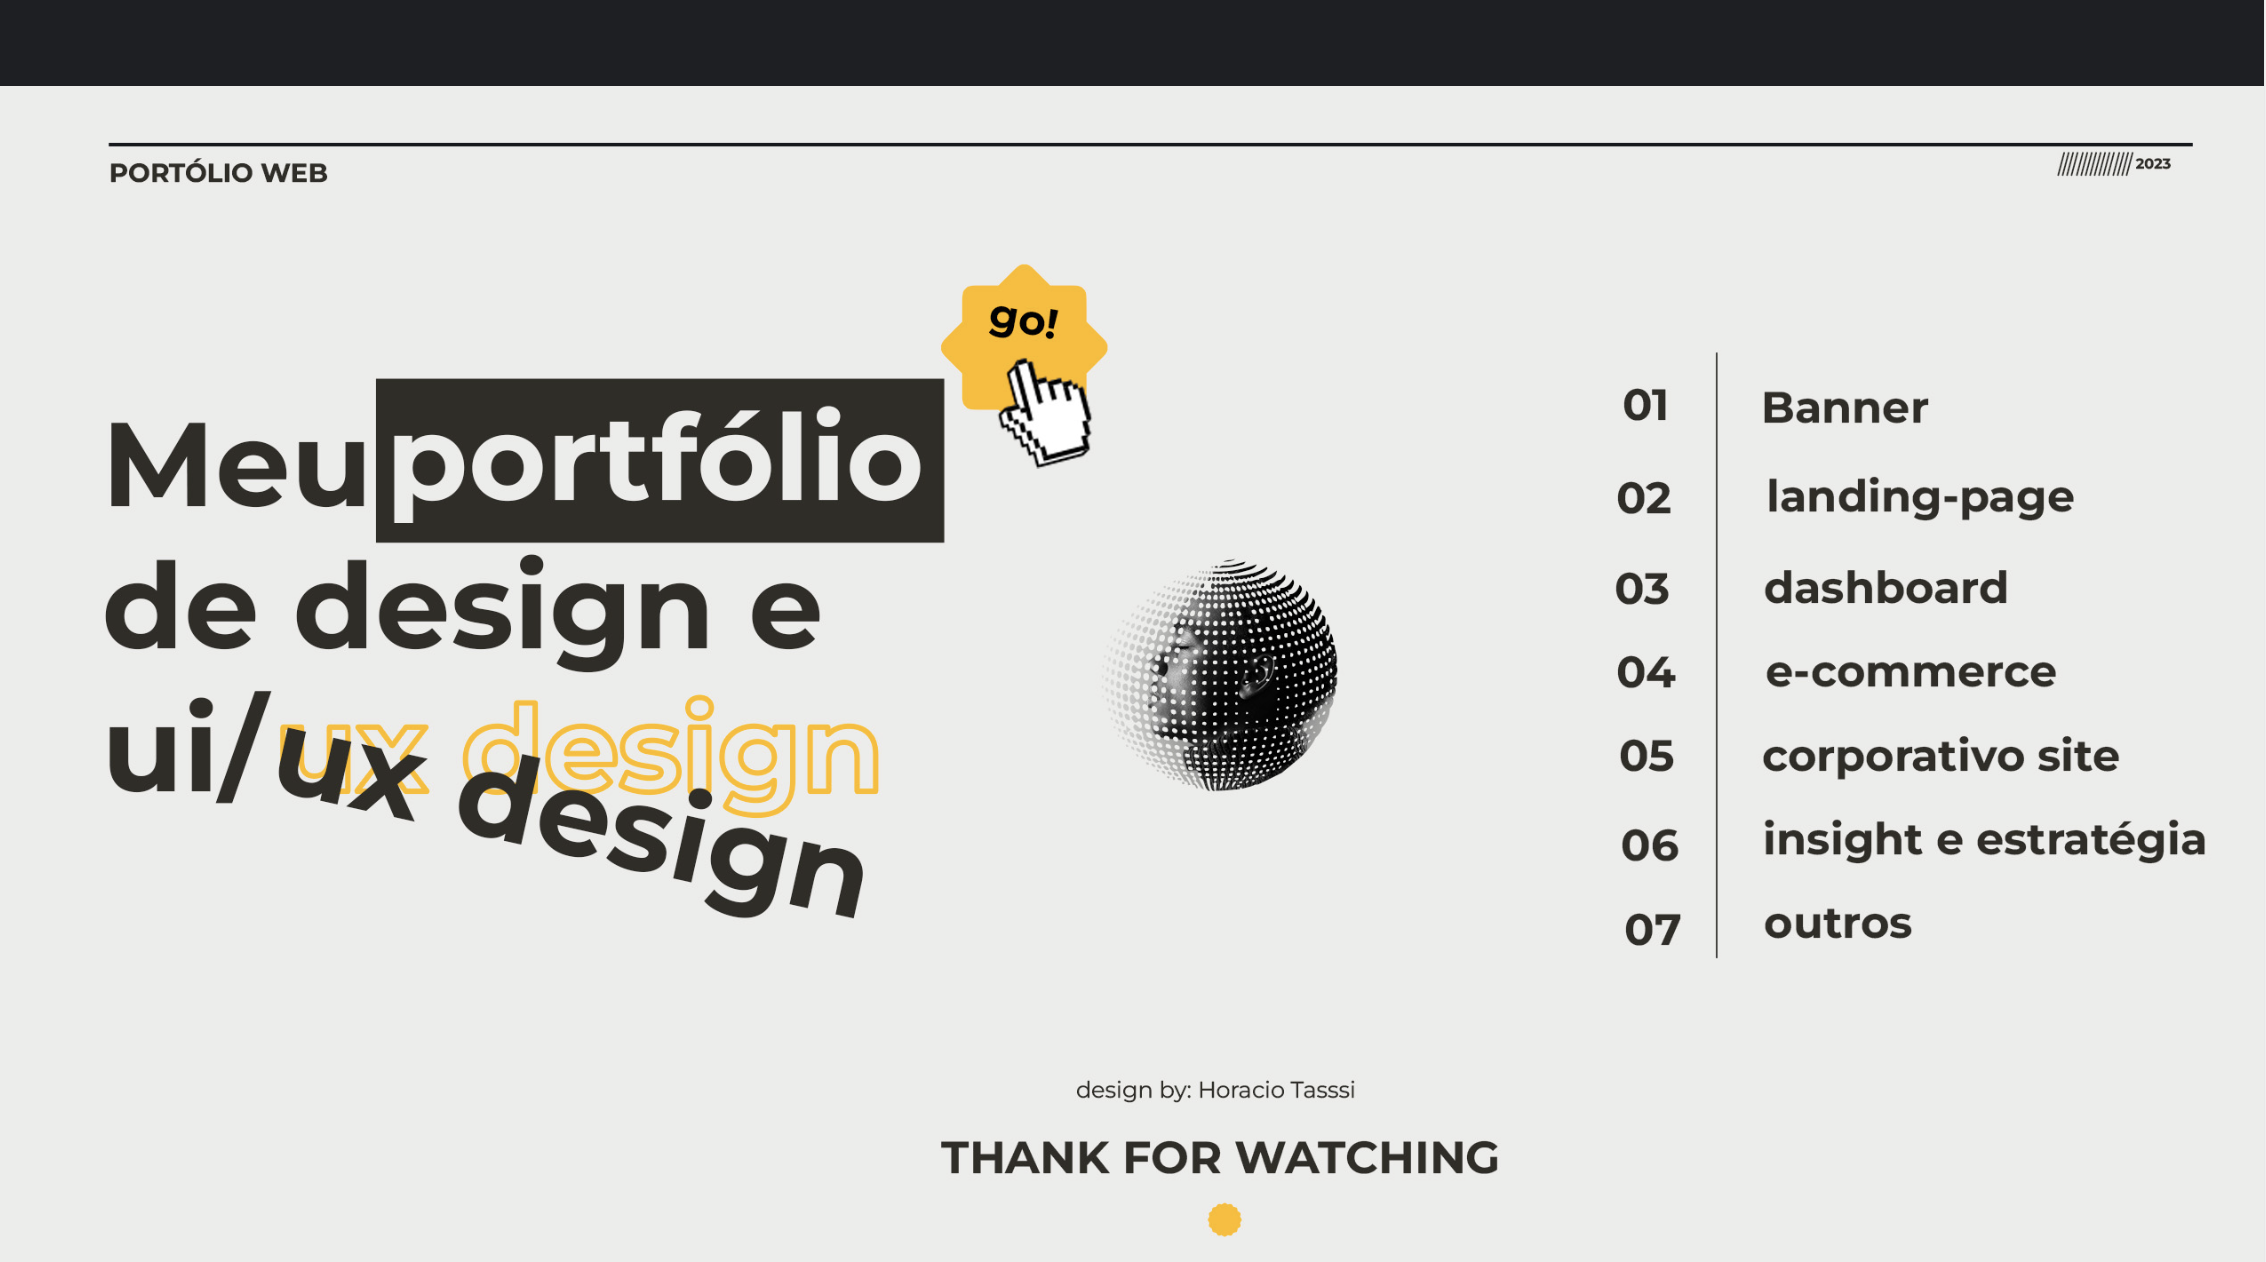 PORTÓLIO WEB
2023
go!
Meu portfólio
de design e
ui/ux design
ux design
01 Banner
02 landing-page
03 dashboard
04 e-commerce
05 corporativo site
06 insight e estratégia
07 outros
design by: Horacio Tasssi
THANK FOR WATCHING